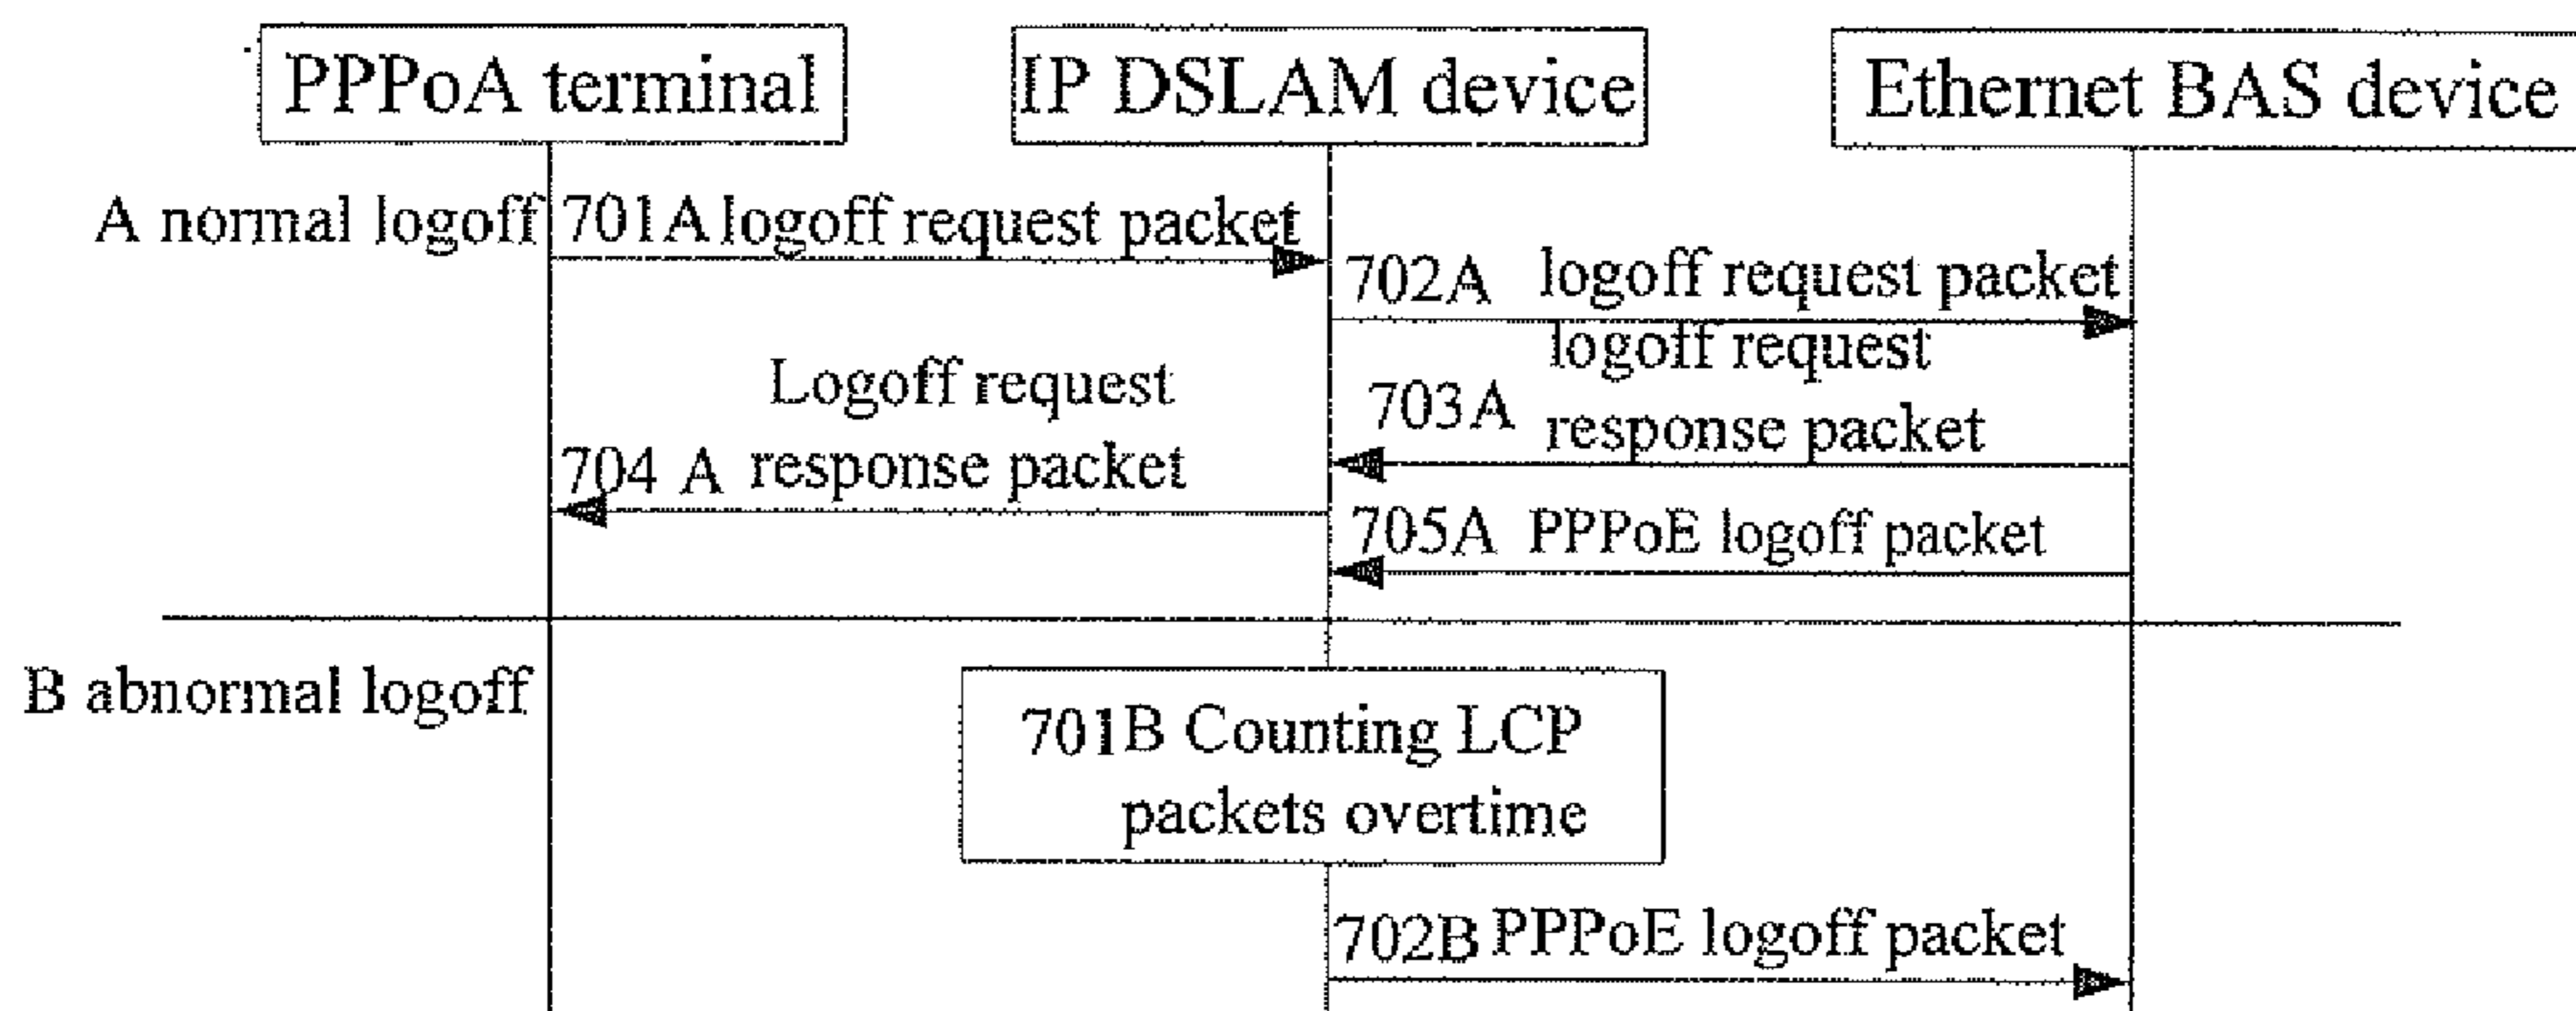 PPPoA terminal
IP DSLAM device
Ethernet BAS device
A normal logoff
701A logoff request packet
702A logoff request packet
703A logoff request
response packet
Logoff request
704 A response packet
705A PPPoE logoff packet
B abnormal logoff
701B Counting LCP
packets overtime
702B PPPoE logoff packet